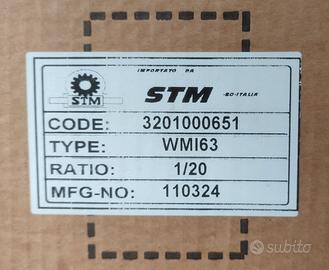 IMPORTATO DA
STM STM -BO-ITALIA
CODE: 3201000651
TYPE: WMI63
RATIO: 1/20
MFG-NO: 110324
subito